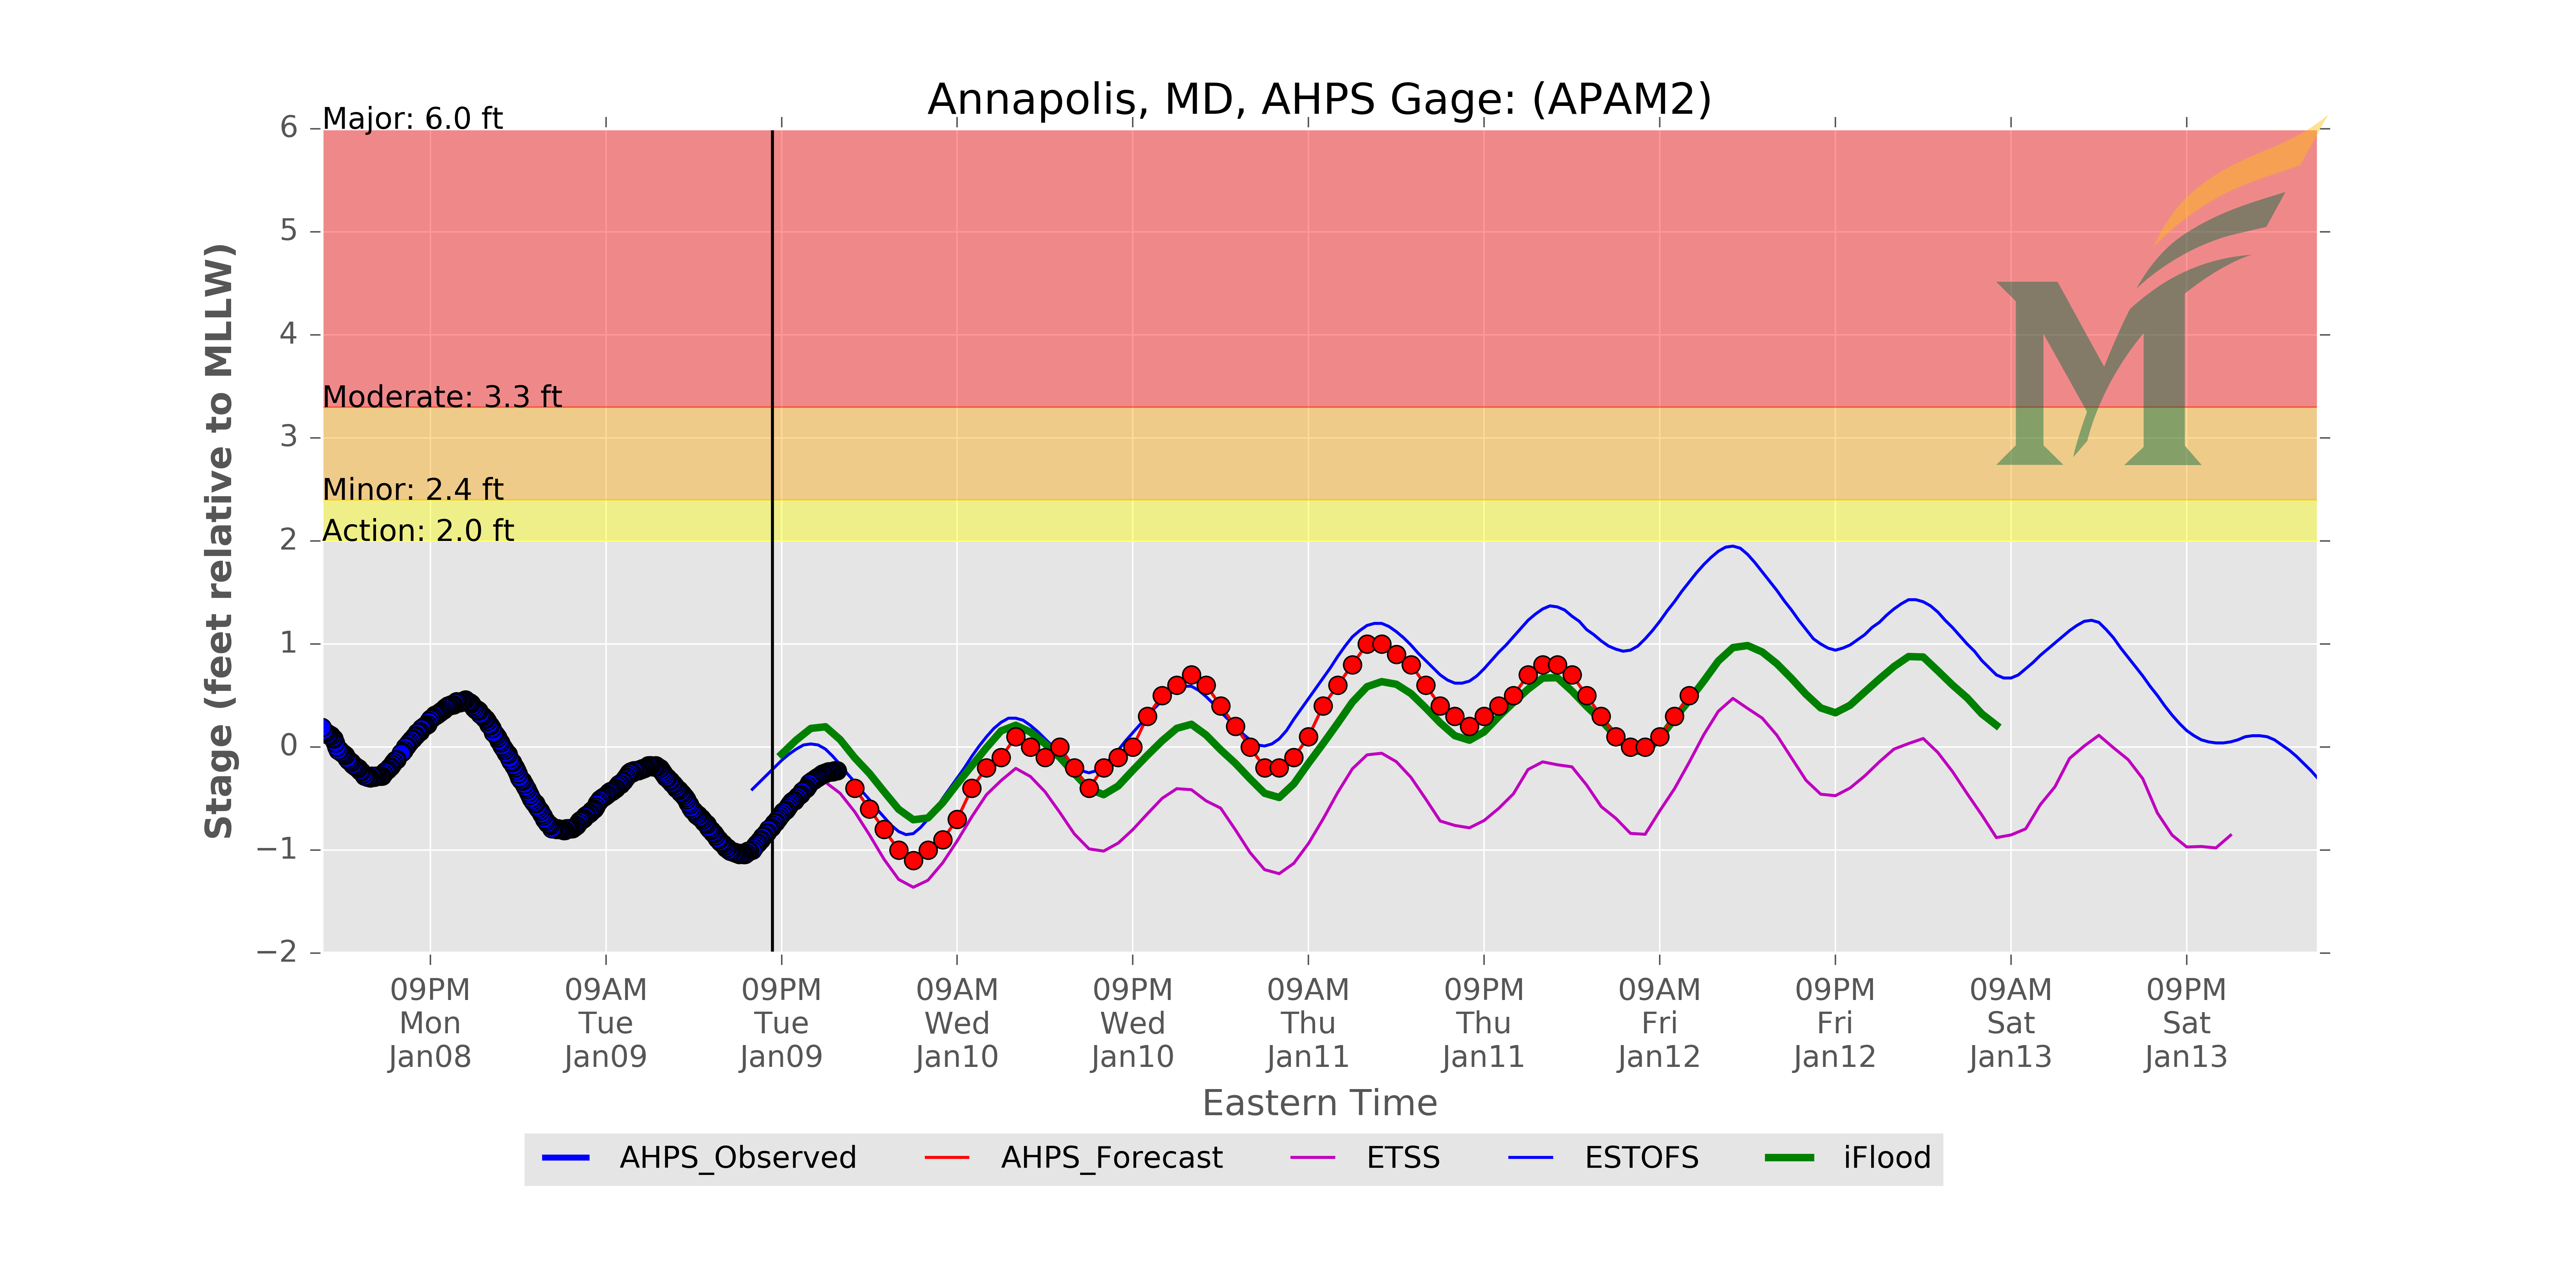 Annapolis, MD, AHPS Gage: (APAM2)
Major: 6.0 ft
Moderate: 3.3 ft
Minor: 2.4 ft
Action: 2.0 ft
Stage (feet relative to MLLW)
6
5
4
3
2
1
0
−1
−2
09PM Mon Jan08
09AM Tue Jan09
09PM Tue Jan09
09AM Wed Jan10
09PM Wed Jan10
09AM Thu Jan11
09PM Thu Jan11
09AM Fri Jan12
09PM Fri Jan12
09AM Sat Jan13
09PM Sat Jan13
Eastern Time
AHPS_Observed AHPS_Forecast ETSS ESTOFS iFlood
M